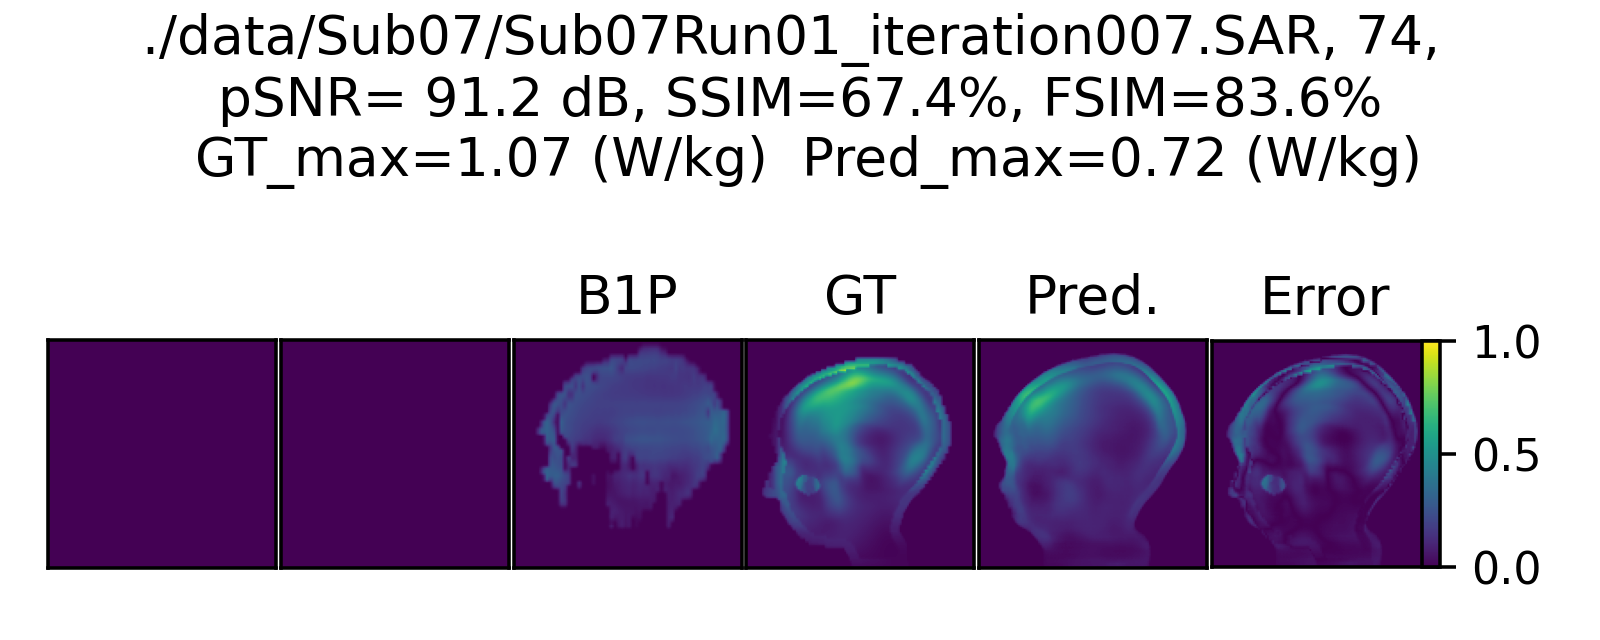 ./data/Sub07/Sub07Run01_iteration007.SAR, 74,
pSNR= 91.2 dB, SSIM=67.4%, FSIM=83.6%
GT_max=1.07 (W/kg)  Pred_max=0.72 (W/kg)
B1P GT Pred. Error
1.0
0.5
0.0